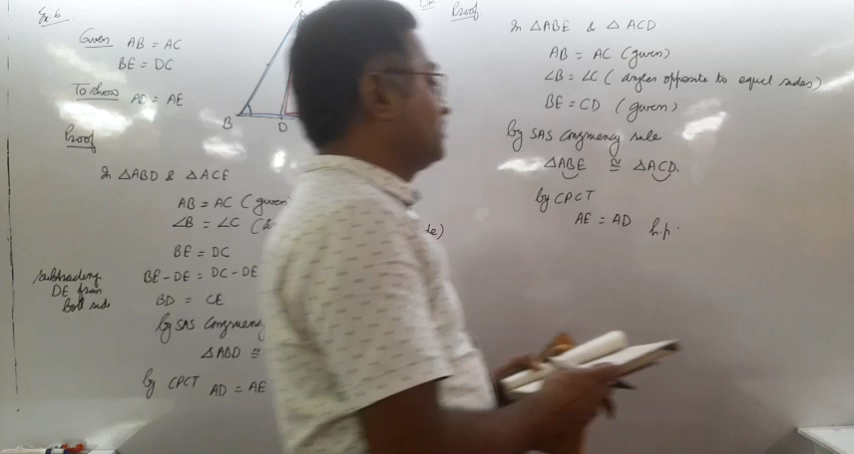 Ex. 6
Given AB = AC
BE = DC
To show AD = AE
Proof
A
B
D
In △ABD & △ACE
AB = AC (given
∠B = ∠C (
BE = DC
subtracting DE from Both side
BE - DE = DC - DE
BD = CE
by SAS congruency
△ABD ≅
by CPCT AD = AE
OR Proof
In △ABE & △ACD
AB = AC (given)
∠B = ∠C (angles opposite to equal sides)
BE = CD (given)
by SAS congruency rule
△ABE ≅ △ACD.
by CPCT
AE = AD h.p.